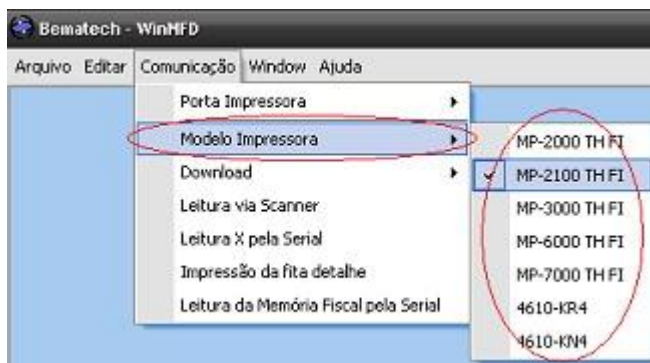 Bematech - WinMFD
Arquivo Editar Comunicação Window Ajuda
Porta Impressora
Modelo Impressora
Download
Leitura via Scanner
Leitura X pela Serial
Impressão da fita detalhe
Leitura da Memória Fiscal pela Serial
MP-2000 TH FI
MP-2100 TH FI
MP-3000 TH FI
MP-6000 TH FI
MP-7000 TH FI
4610-KR4
4610-KN4